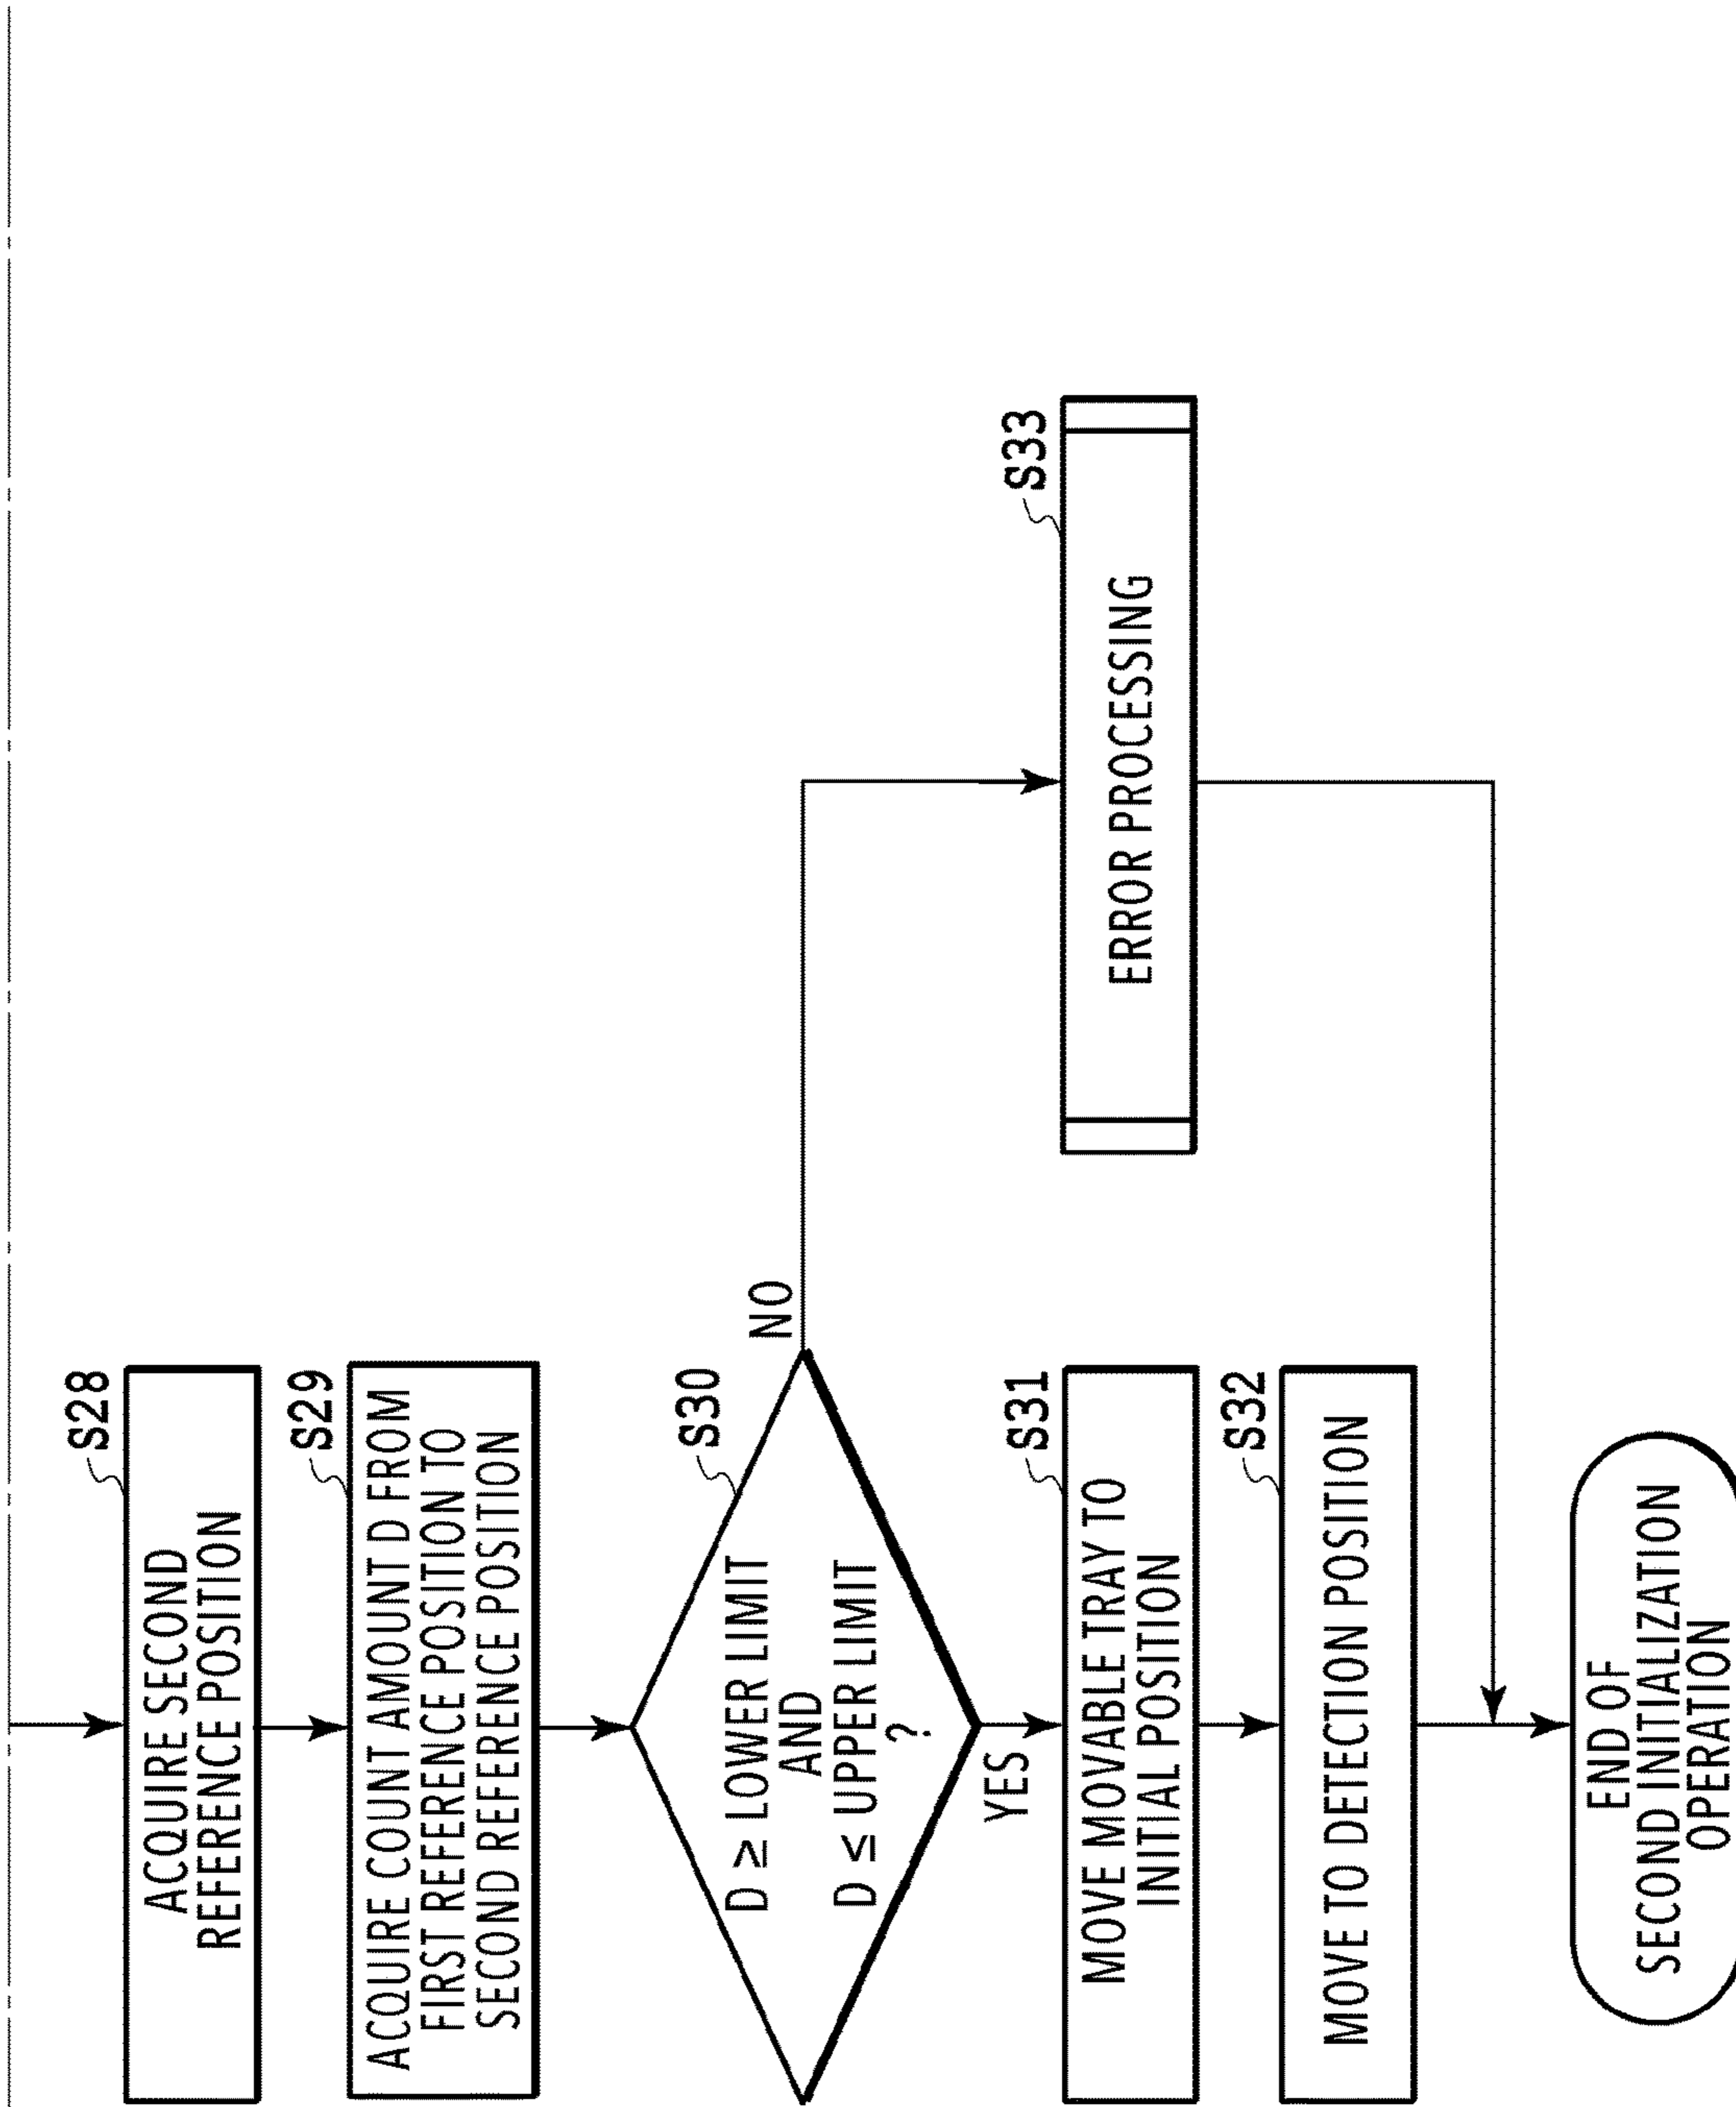 S28
ACQUIRE SECOND
REFERENCE POSITION
S29
ACQUIRE COUNT AMOUNT D FROM
FIRST REFERENCE POSITION TO
SECOND REFERENCE POSITION
S30
D ≥ LOWER LIMIT
AND
D ≤ UPPER LIMIT
?
NO
YES
S31
MOVE MOVABLE TRAY TO
INITIAL POSITION
S33
ERROR PROCESSING
S32
MOVE TO DETECTION POSITION
END OF
SECOND INITIALIZATION
OPERATION